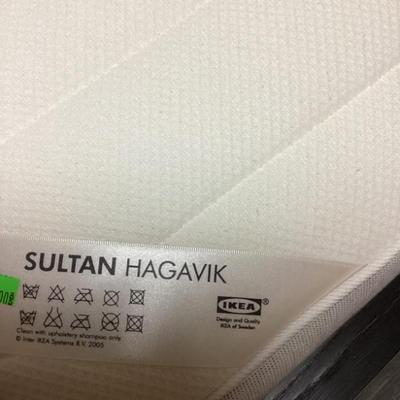 SULTAN HAGAVIK
IKEA®
Design and Quality
IKEA of Sweden
Clean with upholstery shampoo only.
© Inter IKEA Systems B.V. 2005